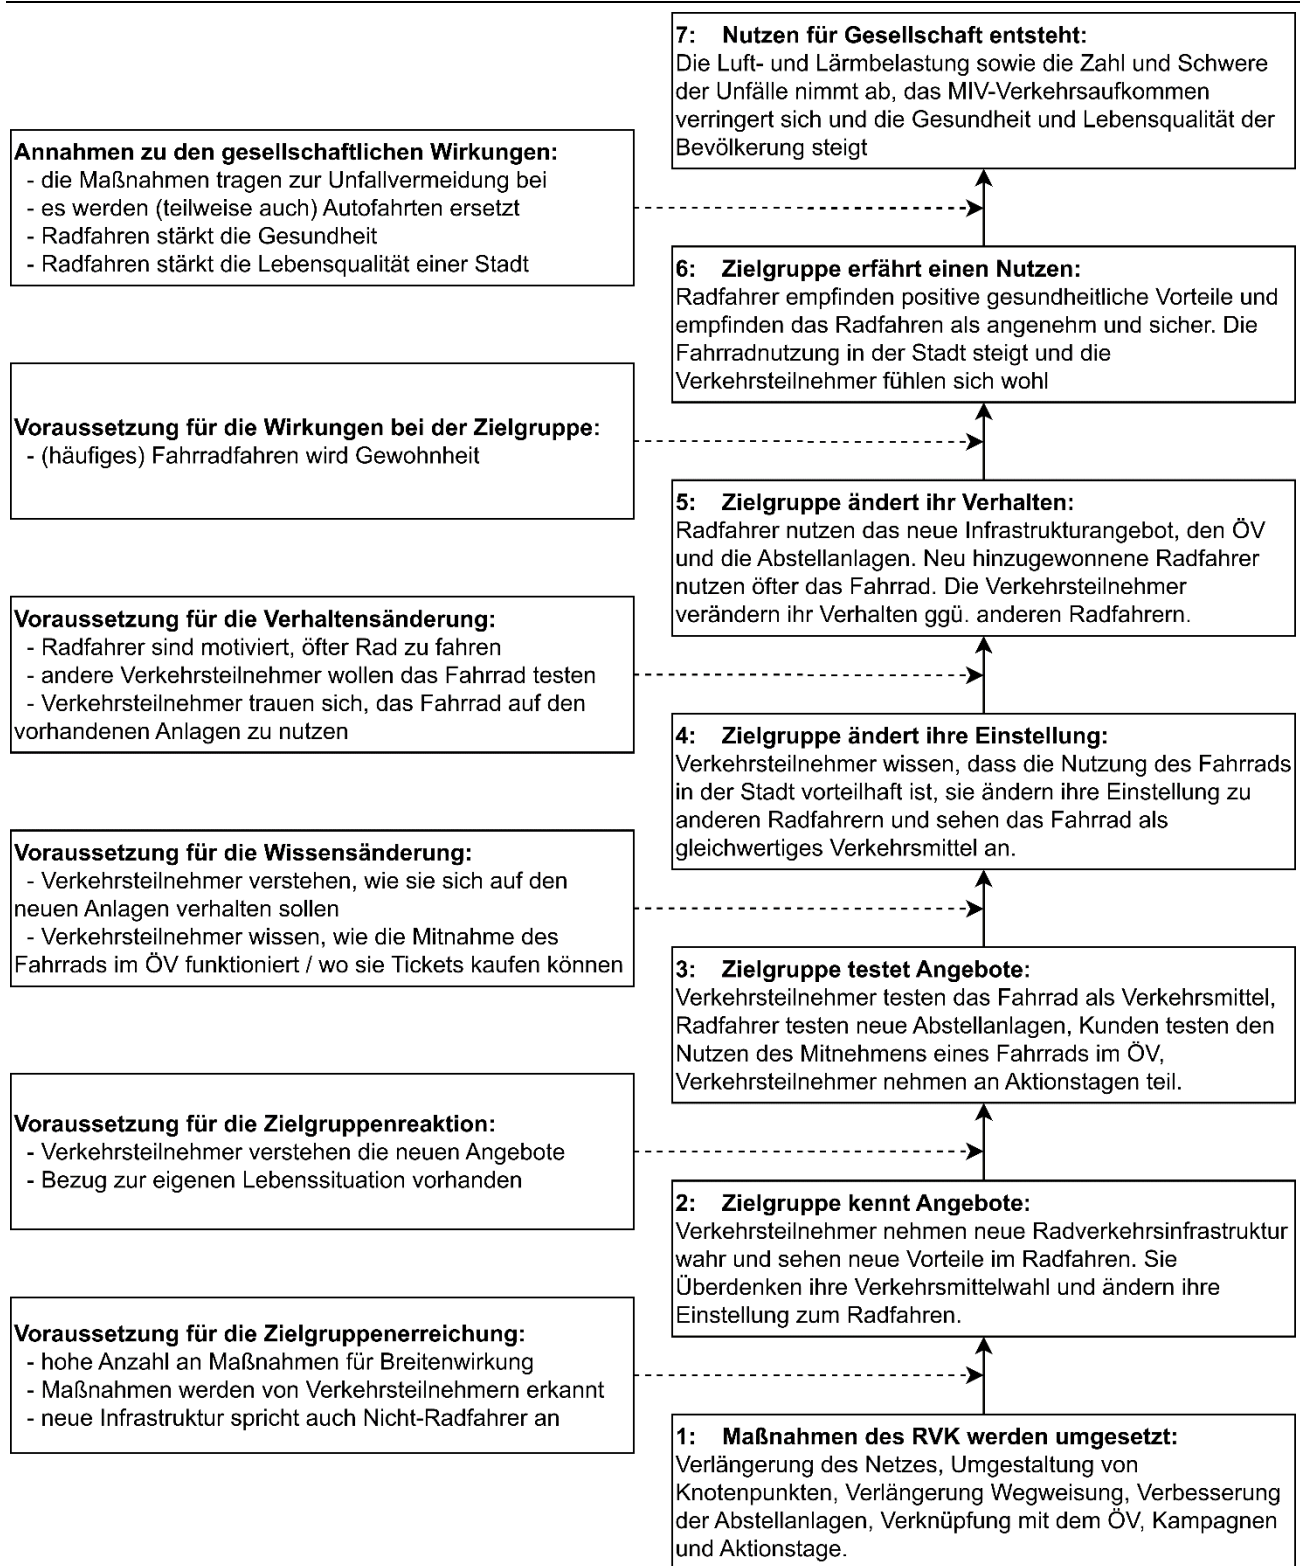 7: Nutzen für Gesellschaft entsteht:
Die Luft- und Lärmbelastung sowie die Zahl und Schwere
der Unfälle nimmt ab, das MIV-Verkehrsaufkommen
verringert sich und die Gesundheit und Lebensqualität der
Bevölkerung steigt
Annahmen zu den gesellschaftlichen Wirkungen:
- die Maßnahmen tragen zur Unfallvermeidung bei
- es werden (teilweise auch) Autofahrten ersetzt
- Radfahren stärkt die Gesundheit
- Radfahren stärkt die Lebensqualität einer Stadt
6: Zielgruppe erfährt einen Nutzen:
Radfahrer empfinden positive gesundheitliche Vorteile und
empfinden das Radfahren als angenehm und sicher. Die
Fahrradnutzung in der Stadt steigt und die
Verkehrsteilnehmer fühlen sich wohl
Voraussetzung für die Wirkungen bei der Zielgruppe:
- (häufiges) Fahrradfahren wird Gewohnheit
5: Zielgruppe ändert ihr Verhalten:
Radfahrer nutzen das neue Infrastrukturangebot, den ÖV
und die Abstellanlagen. Neu hinzugewonnene Radfahrer
nutzen öfter das Fahrrad. Die Verkehrsteilnehmer
verändern ihr Verhalten ggü. anderen Radfahrern.
Voraussetzung für die Verhaltensänderung:
- Radfahrer sind motiviert, öfter Rad zu fahren
- andere Verkehrsteilnehmer wollen das Fahrrad testen
- Verkehrsteilnehmer trauen sich, das Fahrrad auf den
vorhandenen Anlagen zu nutzen
4: Zielgruppe ändert ihre Einstellung:
Verkehrsteilnehmer wissen, dass die Nutzung des Fahrrads
in der Stadt vorteilhaft ist, sie ändern ihre Einstellung zu
anderen Radfahrern und sehen das Fahrrad als
gleichwertiges Verkehrsmittel an.
Voraussetzung für die Wissensänderung:
- Verkehrsteilnehmer verstehen, wie sie sich auf den
neuen Anlagen verhalten sollen
- Verkehrsteilnehmer wissen, wie die Mitnahme des
Fahrrads im ÖV funktioniert / wo sie Tickets kaufen können
3: Zielgruppe testet Angebote:
Verkehrsteilnehmer testen das Fahrrad als Verkehrsmittel,
Radfahrer testen neue Abstellanlagen, Kunden testen den
Nutzen des Mitnehmens eines Fahrrads im ÖV,
Verkehrsteilnehmer nehmen an Aktionstagen teil.
Voraussetzung für die Zielgruppenreaktion:
- Verkehrsteilnehmer verstehen die neuen Angebote
- Bezug zur eigenen Lebenssituation vorhanden
2: Zielgruppe kennt Angebote:
Verkehrsteilnehmer nehmen neue Radverkehrsinfrastruktur
wahr und sehen neue Vorteile im Radfahren. Sie
Überdenken ihre Verkehrsmittelwahl und ändern ihre
Einstellung zum Radfahren.
Voraussetzung für die Zielgruppenerreichung:
- hohe Anzahl an Maßnahmen für Breitenwirkung
- Maßnahmen werden von Verkehrsteilnehmern erkannt
- neue Infrastruktur spricht auch Nicht-Radfahrer an
1: Maßnahmen des RVK werden umgesetzt:
Verlängerung des Netzes, Umgestaltung von
Knotenpunkten, Verlängerung Wegweisung, Verbesserung
der Abstellanlagen, Verknüpfung mit dem ÖV, Kampagnen
und Aktionstage.